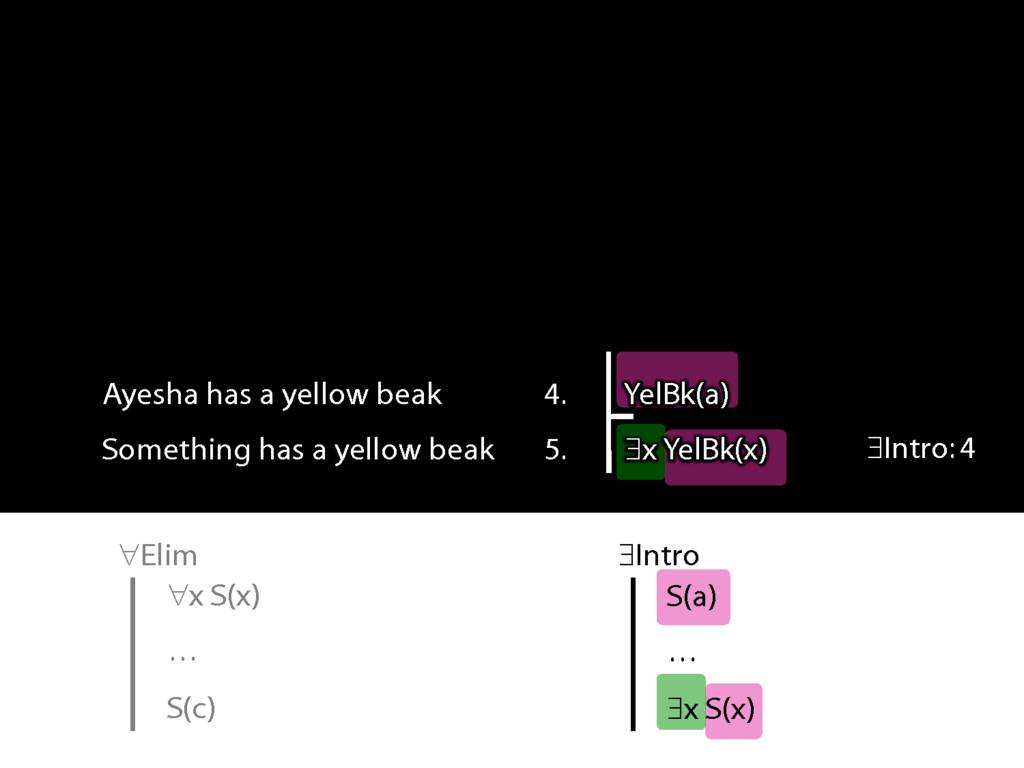 Ayesha has a yellow beak 4. YelBk(a)
Something has a yellow beak 5. ∃x YelBk(x) ∃Intro: 4
∀Elim ∃Intro
∀x S(x) S(a)
… …
S(c) ∃x S(x)